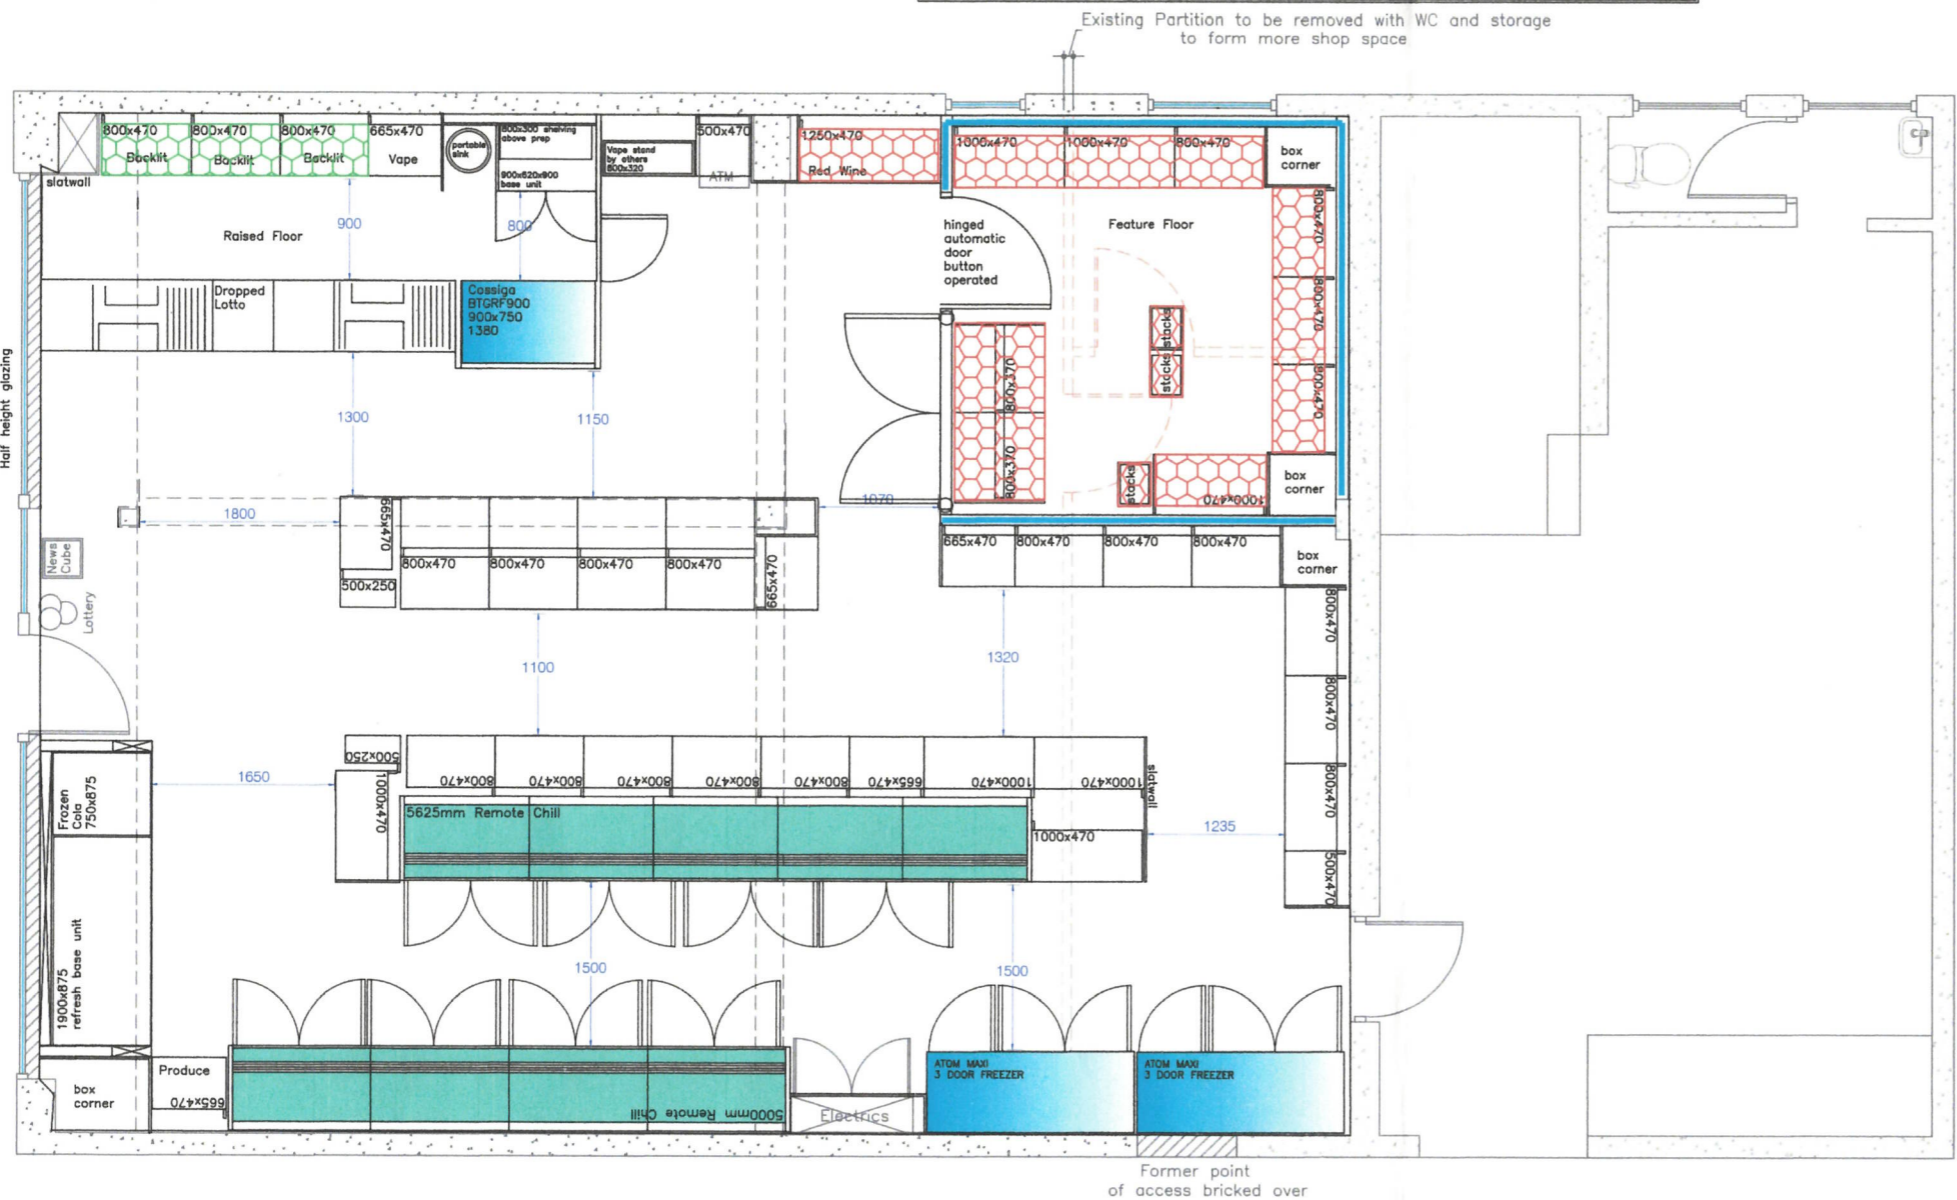 Existing Partition to be removed with WC and storage
to form more shop space
800x470
800x470
800x470
665x470
Backlit
Backlit
Backlit
Vape
slatwall
portable
sink
800x300 shelving
above prep
900x620x900
base unit
Vape stand
by others
800x320
500x470
ATM
1250x470
Red Wine
1000x470
1000x470
800x470
box
corner
Raised Floor
900
800
hinged
automatic
door
button
operated
Feature Floor
800x470
800x470
800x470
Dropped
Lotto
Cossiga
BTGRF900
900x750
1380
Half height glazing
1300
1150
800x370
800x370
stacks
stacks
stacks
1000x470
box
corner
1070
1800
665x470
500x250
800x470
800x470
800x470
800x470
665x470
665x470
800x470
800x470
800x470
box
corner
News
Cube
Lottery
1100
1320
800x470
800x470
800x470
500x470
500x250
1000x470
800x470
800x470
800x470
800x470
800x470
665x470
1000x470
1000x470
slatwall
1650
Frozen
Cola
750x875
5625mm Remote Chill
1000x470
1235
1900x875
refresh base unit
1500
1500
box
corner
Produce
665x470
5000mm Remote Chill
Electrics
ATOM MAXI
3 DOOR FREEZER
ATOM MAXI
3 DOOR FREEZER
Former point
of access bricked over